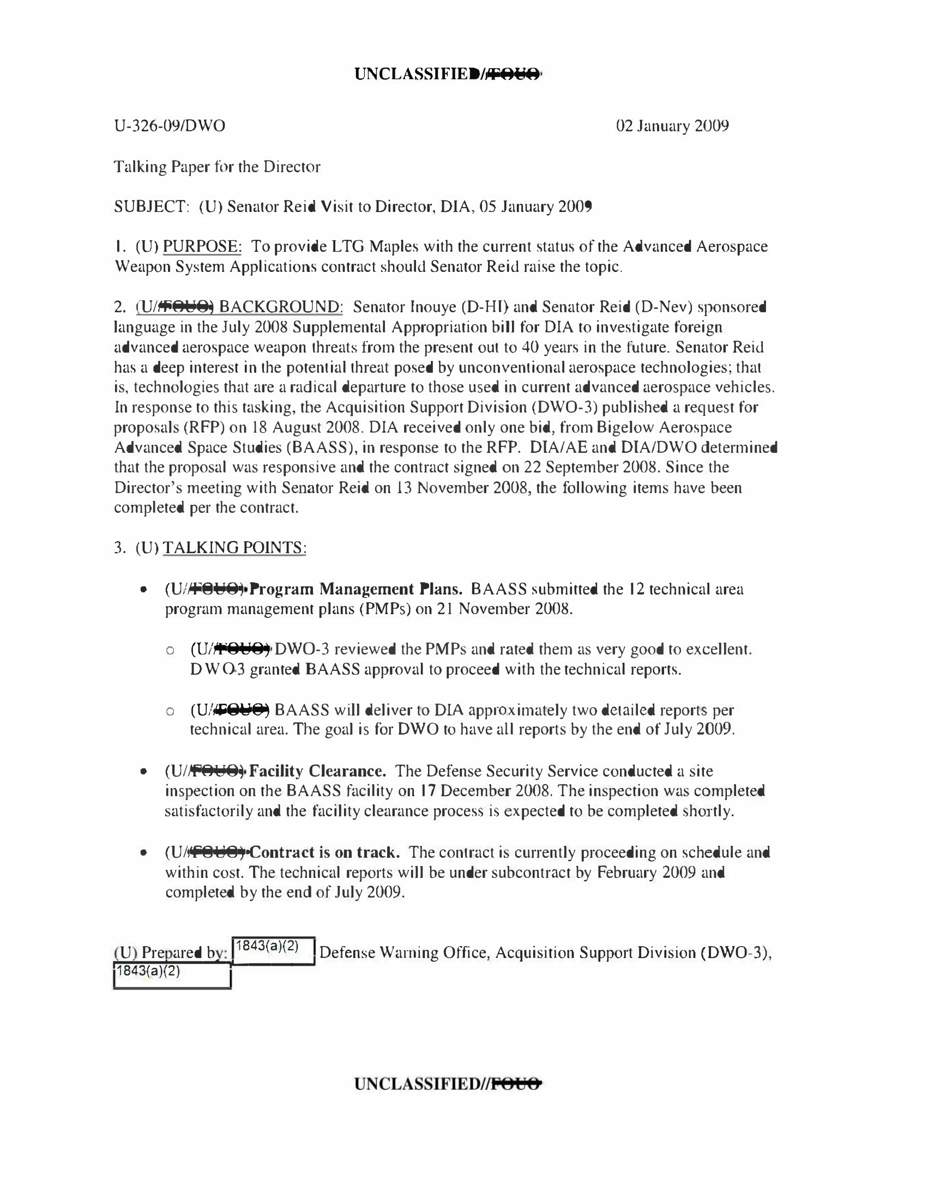 UNCLASSIFIED//FOUO
U-326-09/DWO 02 January 2009
Talking Paper for the Director
SUBJECT: (U) Senator Reid Visit to Director, DIA, 05 January 2009
1. (U) PURPOSE: To provide LTG Maples with the current status of the Advanced Aerospace
Weapon System Applications contract should Senator Reid raise the topic.
2. (U//FOUO) BACKGROUND: Senator Inouye (D-HI) and Senator Reid (D-Nev) sponsored
language in the July 2008 Supplemental Appropriation bill for DIA to investigate foreign
advanced aerospace weapon threats from the present out to 40 years in the future. Senator Reid
has a deep interest in the potential threat posed by unconventional aerospace technologies; that
is, technologies that are a radical departure to those used in current advanced aerospace vehicles.
In response to this tasking, the Acquisition Support Division (DWO-3) published a request for
proposals (RFP) on 18 August 2008. DIA received only one bid, from Bigelow Aerospace
Advanced Space Studies (BAASS), in response to the RFP. DIA/AE and DIA/DWO determined
that the proposal was responsive and the contract signed on 22 September 2008. Since the
Director's meeting with Senator Reid on 13 November 2008, the following items have been
completed per the contract.
3. (U) TALKING POINTS:
• (U//FOUO) Program Management Plans. BAASS submitted the 12 technical area
program management plans (PMPs) on 21 November 2008.
o (U//FOUO) DWO-3 reviewed the PMPs and rated them as very good to excellent.
DWO-3 granted BAASS approval to proceed with the technical reports.
o (U//FOUO) BAASS will deliver to DIA approximately two detailed reports per
technical area. The goal is for DWO to have all reports by the end of July 2009.
• (U//FOUO) Facility Clearance. The Defense Security Service conducted a site
inspection on the BAASS facility on 17 December 2008. The inspection was completed
satisfactorily and the facility clearance process is expected to be completed shortly.
• (U//FOUO) Contract is on track. The contract is currently proceeding on schedule and
within cost. The technical reports will be under subcontract by February 2009 and
completed by the end of July 2009.
(U) Prepared by: 1843(a)(2) Defense Warning Office, Acquisition Support Division (DWO-3),
1843(a)(2)
UNCLASSIFIED//FOUO